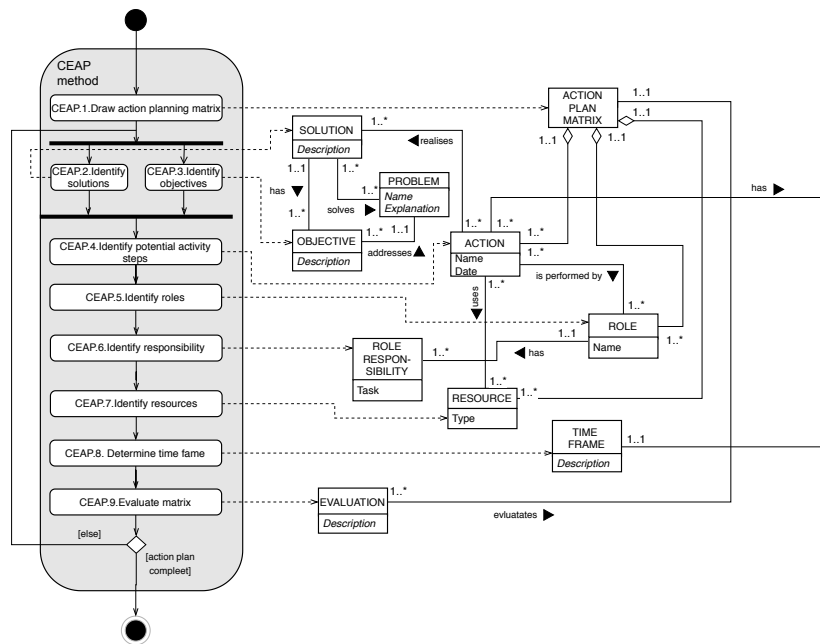 CEAP
method
CEAP.1.Draw action planning matrix
ACTION
PLAN
MATRIX
1..1
1..1
1..1
1..1
SOLUTION
Description
1..*
realises
CEAP.2.Identify
solutions
CEAP.3.Identify
objectives
1..1
1..*
has
PROBLEM
Name
Explanation
1..*
solves
has
1..*
1..*
1..1
addresses
OBJECTIVE
Description
1..*
1..*
1..*
1..*
ACTION
Name
Date
CEAP.4.Identify potential activity
steps
is performed by
1..*
uses
1..*
CEAP.5.Identify roles
ROLE
Name
1..*
CEAP.6.Identify responsibility
ROLE
RESPON-
SIBILITY
Task
1..*
has
1..1
CEAP.7.Identify resources
1..*
RESOURCE
Type
1..*
CEAP.8. Determine time fame
TIME
FRAME
Description
1..1
CEAP.9.Evaluate matrix
EVALUATION
Description
1..*
evluatates
[else]
[action plan
compleet]